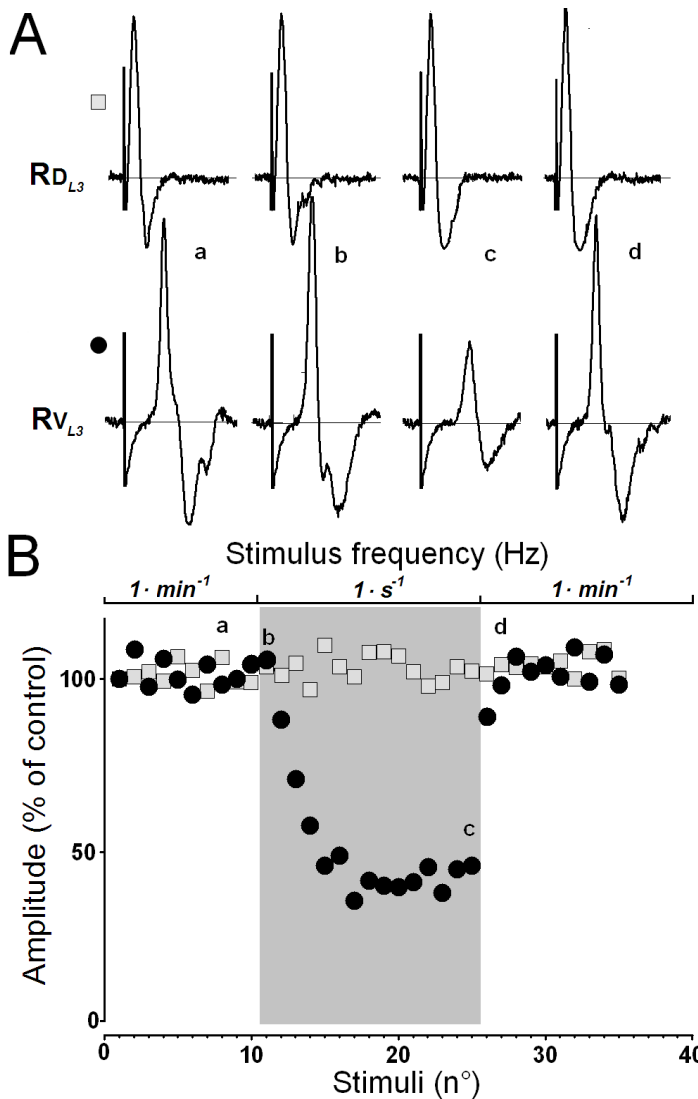 A
RD L3
a b c d
RV L3
Stimulus frequency (Hz)
B
1· min⁻¹ 1· s⁻¹ 1· min⁻¹
a b d
c
Amplitude (% of control)
100
50
0
0 10 20 30 40
Stimuli (n°)